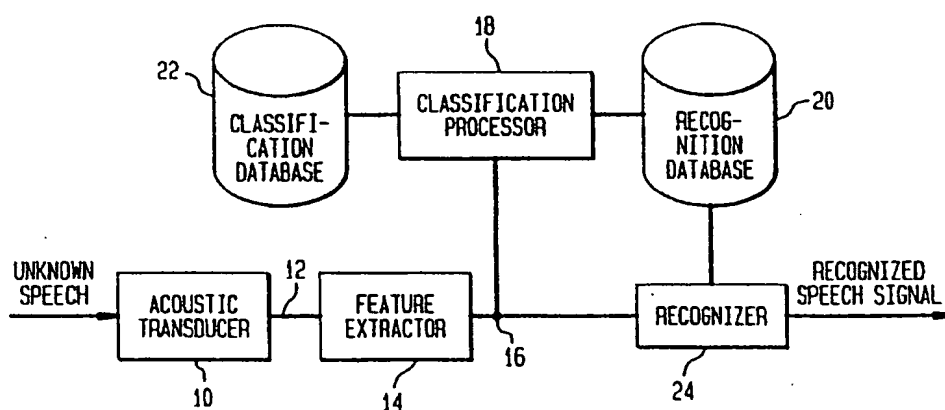 18
22
CLASSIFICATION
PROCESSOR
20
CLASSIFI-
CATION
DATABASE
RECOG-
NITION
DATABASE
UNKNOWN
SPEECH
12
ACOUSTIC
TRANSDUCER
FEATURE
EXTRACTOR
RECOGNIZER
RECOGNIZED
SPEECH SIGNAL
10
14
16
24